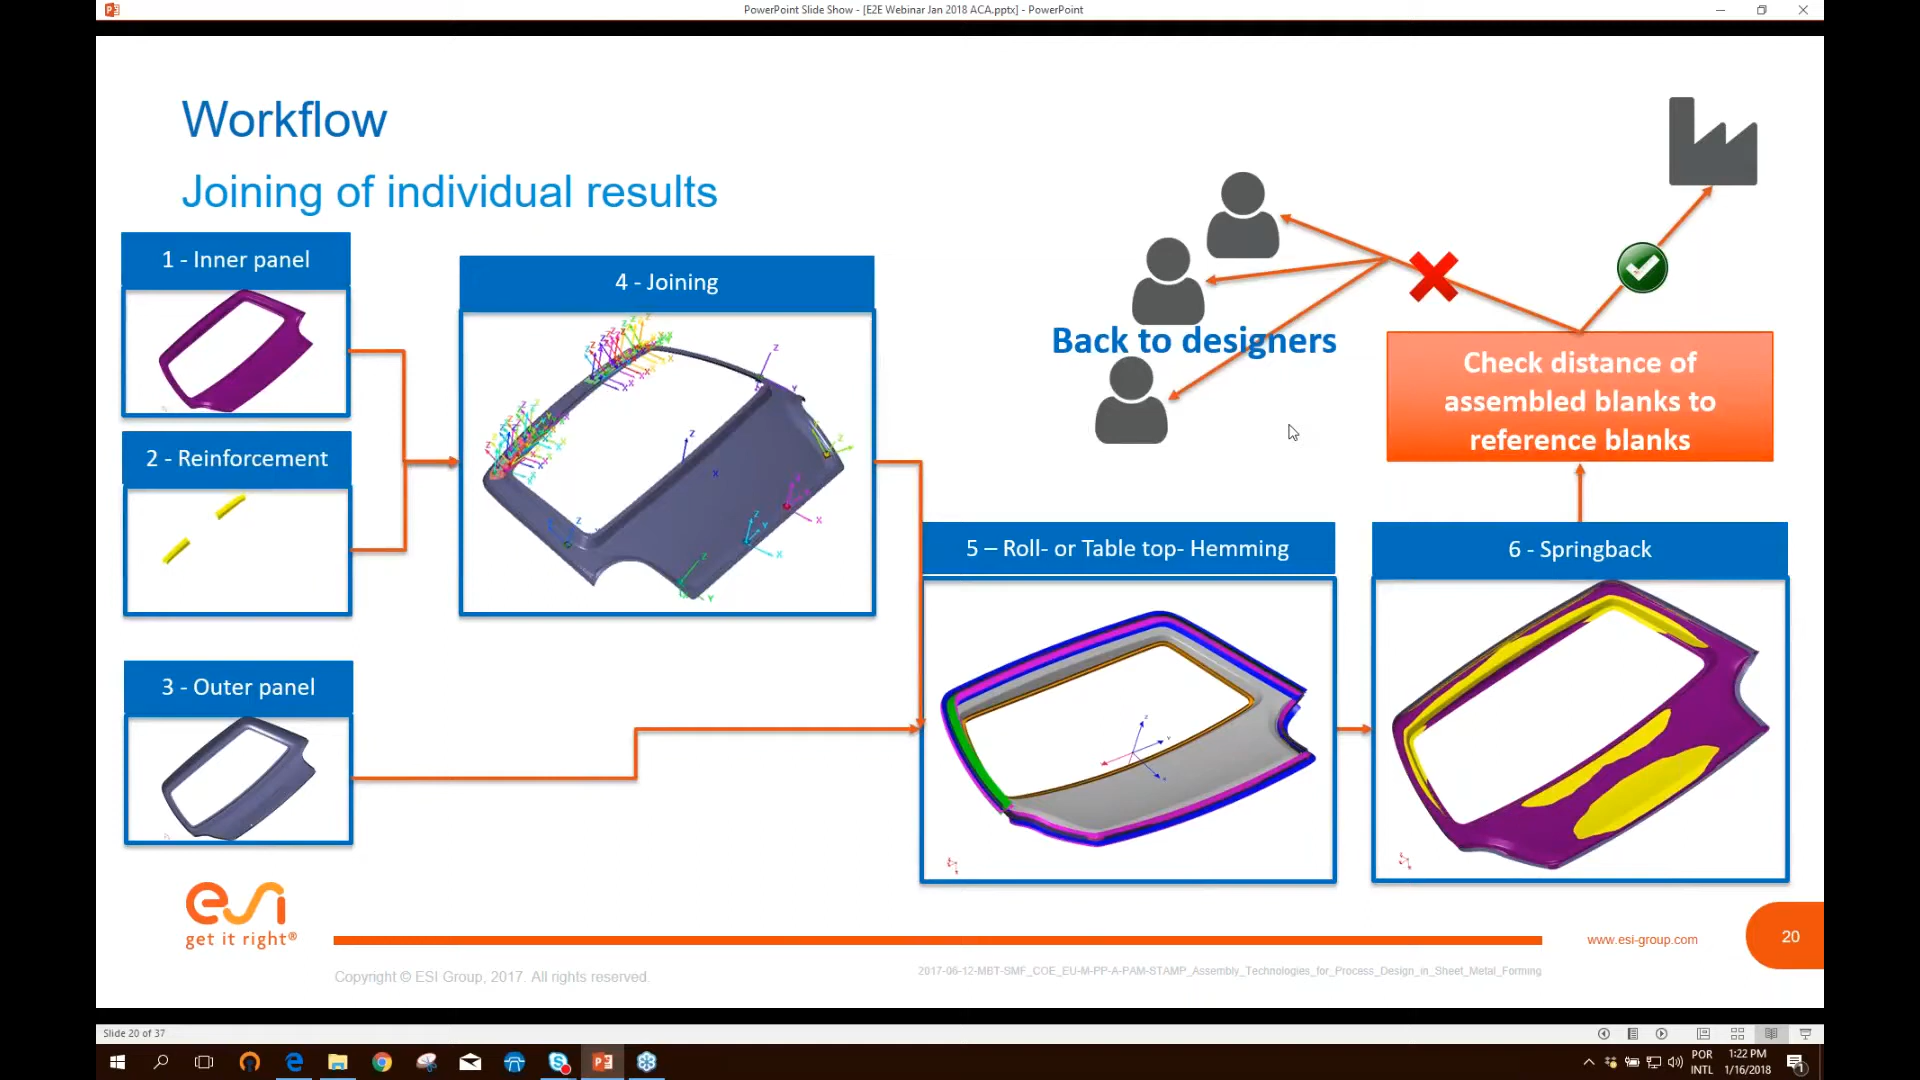 PowerPoint Slide Show - [E2E Webinar Jan 2018 ACA.pptx] - PowerPoint
Workflow
Joining of individual results
1 - Inner panel
2 - Reinforcement
3 - Outer panel
4 - Joining
Back to designers
Check distance of
assembled blanks to
reference blanks
5 – Roll- or Table top- Hemming
6 - Springback
esi
get it right®
www.esi-group.com
20
Copyright © ESI Group, 2017. All rights reserved.
2017-06-12-MBT-SMF_COE_EU-M-PP-A-PAM-STAMP_Assembly_Technologies_for_Process_Design_in_Sheet_Metal_Forming
Slide 20 of 37
POR
INTL
1:22 PM
1/16/2018